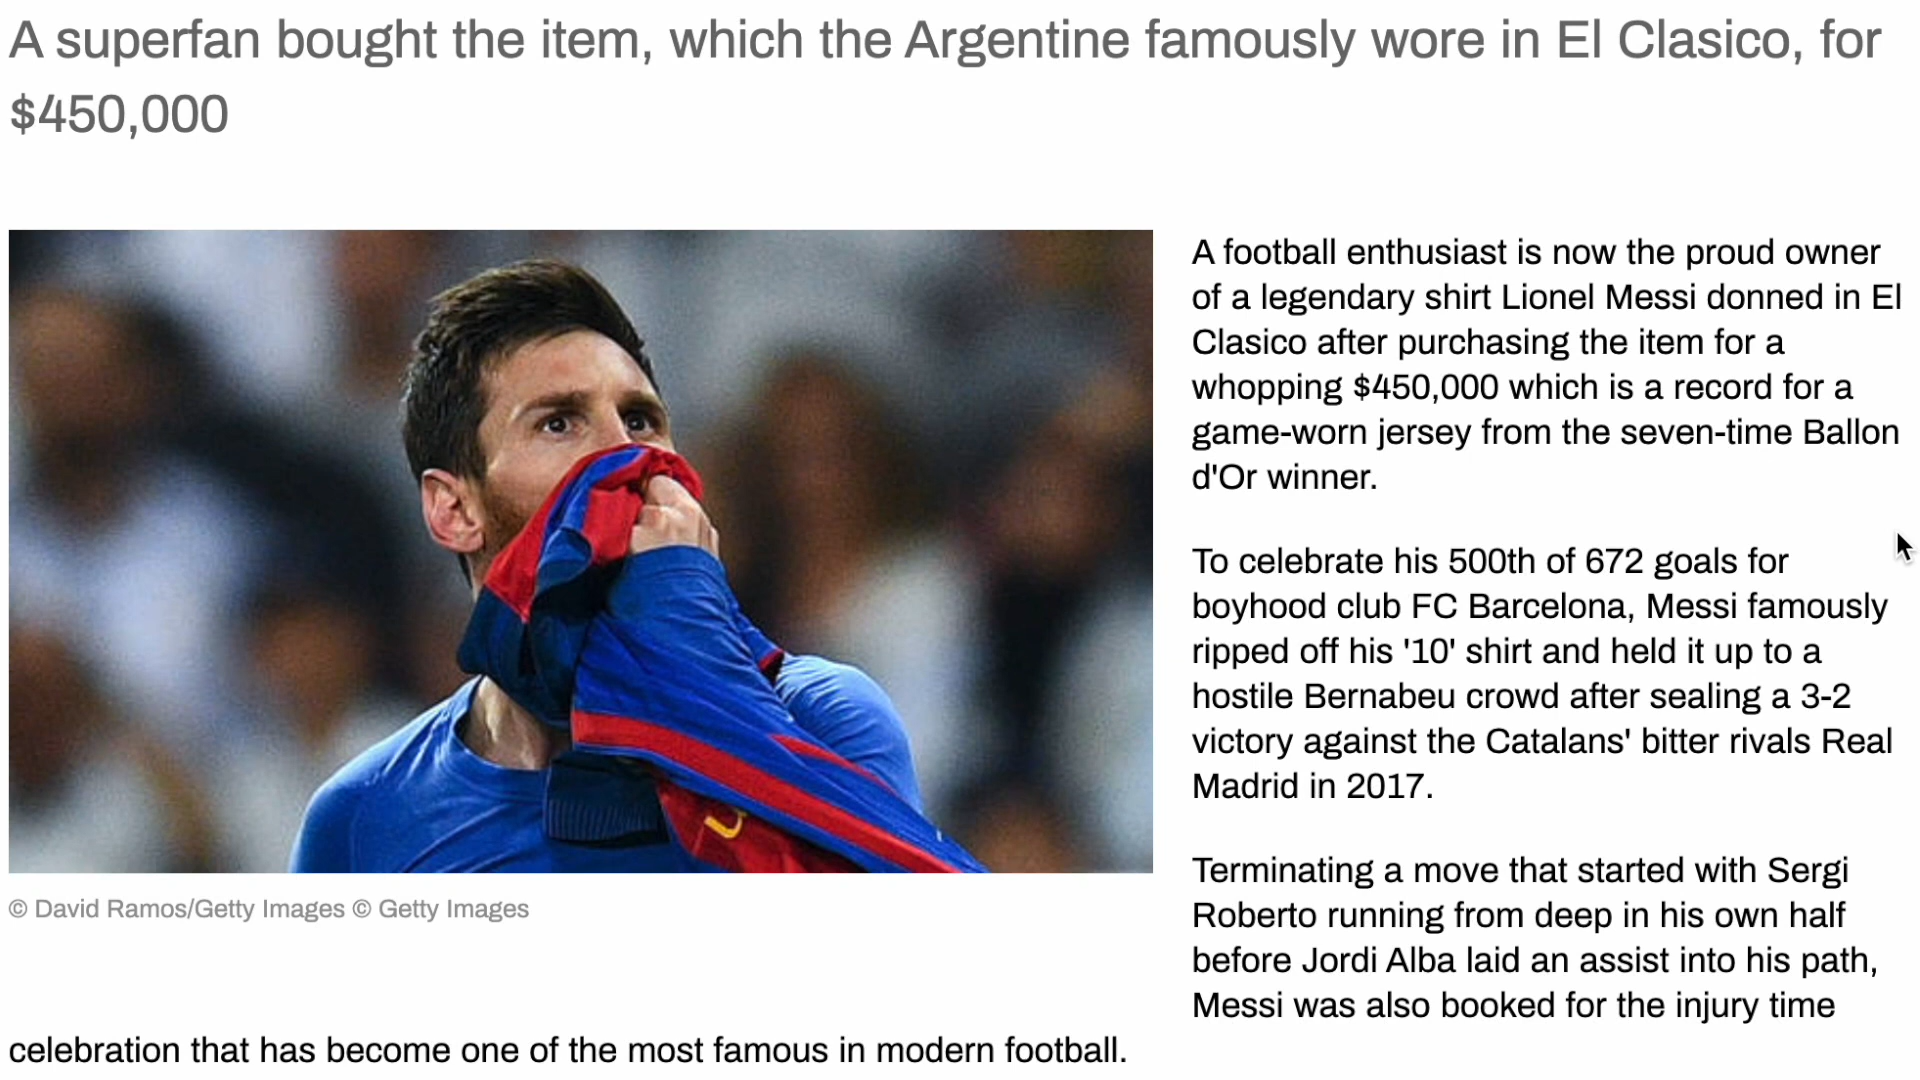 A superfan bought the item, which the Argentine famously wore in El Clasico, for
$450,000
A football enthusiast is now the proud owner
of a legendary shirt Lionel Messi donned in El
Clasico after purchasing the item for a
whopping $450,000 which is a record for a
game-worn jersey from the seven-time Ballon
d'Or winner.
To celebrate his 500th of 672 goals for
boyhood club FC Barcelona, Messi famously
ripped off his '10' shirt and held it up to a
hostile Bernabeu crowd after sealing a 3-2
victory against the Catalans' bitter rivals Real
Madrid in 2017.
Terminating a move that started with Sergi
Roberto running from deep in his own half
before Jordi Alba laid an assist into his path,
Messi was also booked for the injury time
celebration that has become one of the most famous in modern football.
© David Ramos/Getty Images © Getty Images